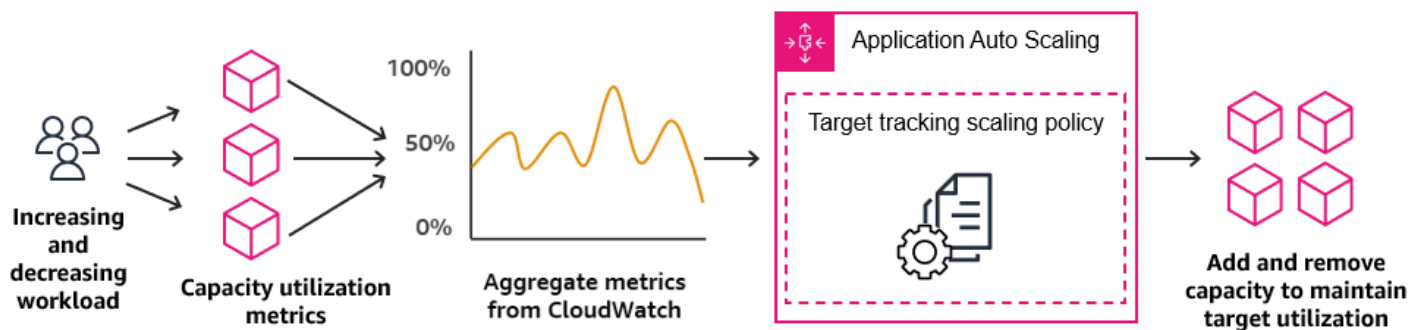 Increasing
and
decreasing
workload
Capacity utilization
metrics
100%
50%
0%
Aggregate metrics
from CloudWatch
Application Auto Scaling
Target tracking scaling policy
Add and remove
capacity to maintain
target utilization